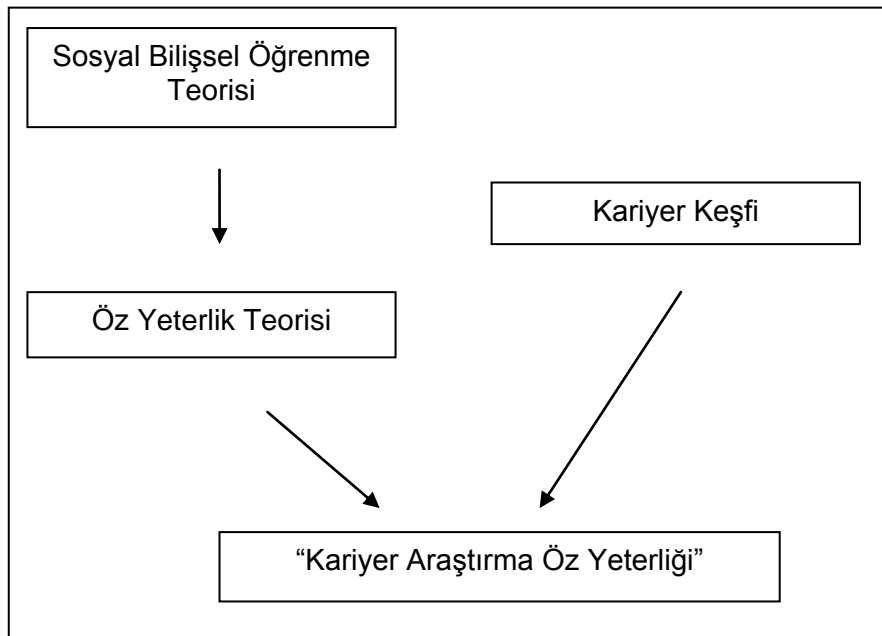 Sosyal Bilişsel Öğrenme
Teorisi
Kariyer Keşfi
Öz Yeterlik Teorisi
“Kariyer Araştırma Öz Yeterliği”